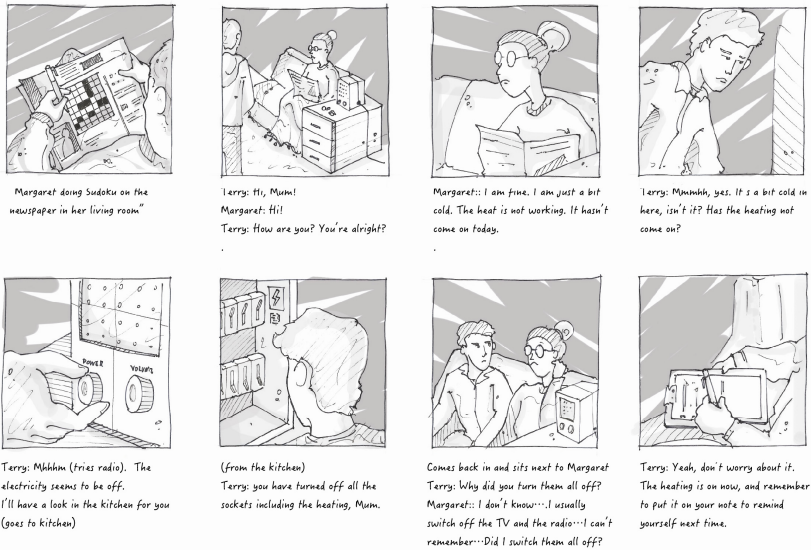 Margaret doing Sudoku on the
newspaper in her living room"
Terry: Hi, Mum!
Margaret: Hi!
Terry: How are you? You're alright?
.
Margaret:: I am fine. I am just a bit
cold. The heat is not working. It hasn't
come on today.
.
Terry: Mmmhh, yes. It s a bit cold in
here, isn't it? Has the heating not
come on?
POWER
VOLUME
Terry: Mhhhm (tries radio). The
electricity seems to be off.
I'll have a look in the kitchen for you
(goes to kitchen)
(from the kitchen)
Terry: you have turned off all the
sockets including the heating, Mum.
Comes back in and sits next to Margaret
Terry: Why did you turn them all off?
Margaret:: I don't know....I usually
switch off the TV and the radio...I can't
remember...Did I switch them all off?
Terry: Yeah, don't worry about it.
The heating is on now, and remember
to put it on your note to remind
yourself next time.